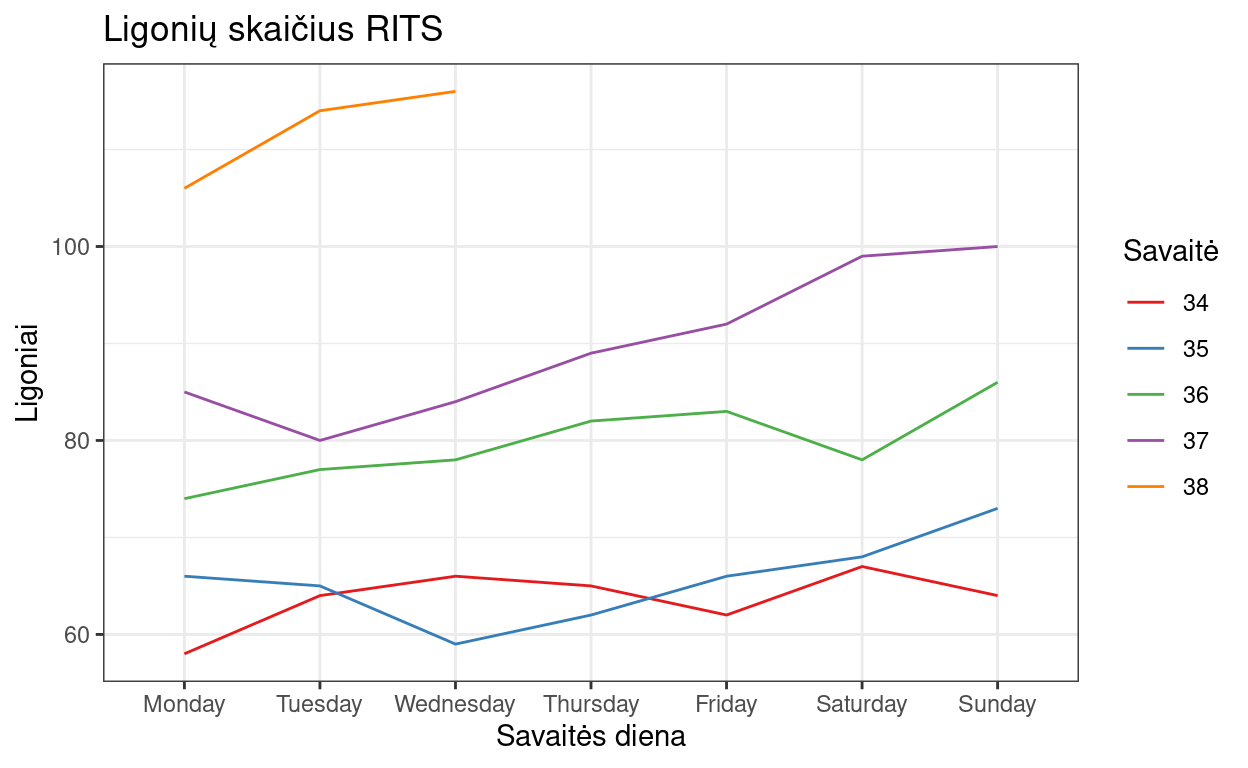 Ligonių skaičius RITS
100
80
60
Ligoniai
Monday Tuesday Wednesday Thursday Friday Saturday Sunday
Savaitės diena
Savaitė
34
35
36
37
38